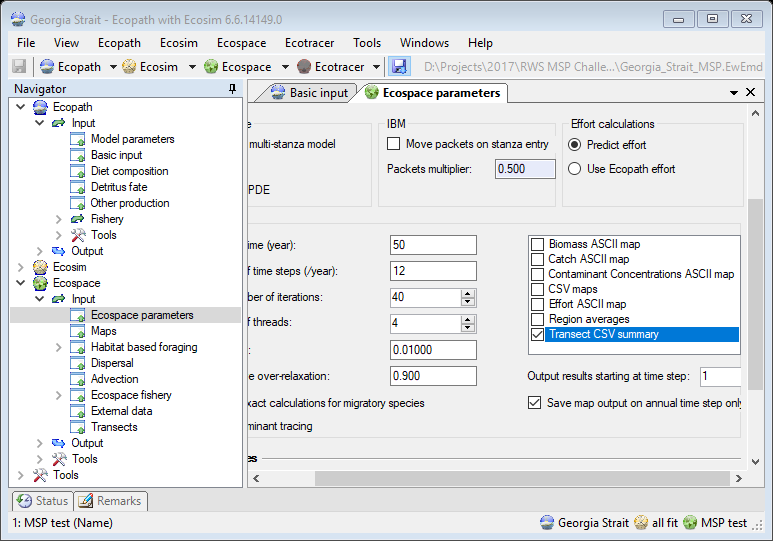 Georgia Strait - Ecopath with Ecosim 6.6.14149.0
File View Ecopath Ecosim Ecospace Ecotracer Tools Windows Help
Ecopath Ecosim Ecospace Ecotracer D:\Projects\2017\RWS MSP Challe...\Georgia_Strait_MSP.EwEmd
Navigator
Ecopath
Input
Model parameters
Basic input
Diet composition
Detritus fate
Other production
Fishery
Tools
Output
Ecosim
Ecospace
Input
Ecospace parameters
Maps
Habitat based foraging
Dispersal
Advection
Ecospace fishery
External data
Transects
Output
Tools
Tools
Basic input Ecospace parameters
e
multi-stanza model
PDE
IBM
Move packets on stanza entry
Packets multiplier: 0.500
Effort calculations
Predict effort
Use Ecopath effort
ime (year): 50
f time steps (/year): 12
ber of iterations: 40
f threads: 4
: 0.01000
e over-relaxation: 0.900
xact calculations for migratory species
minant tracing
Biomass ASCII map
Catch ASCII map
Contaminant Concentrations ASCII map
CSV maps
Effort ASCII map
Region averages
Transect CSV summary
Output results starting at time step: 1
Save map output on annual time step only
es
Status Remarks
1: MSP test (Name) Georgia Strait all fit MSP test